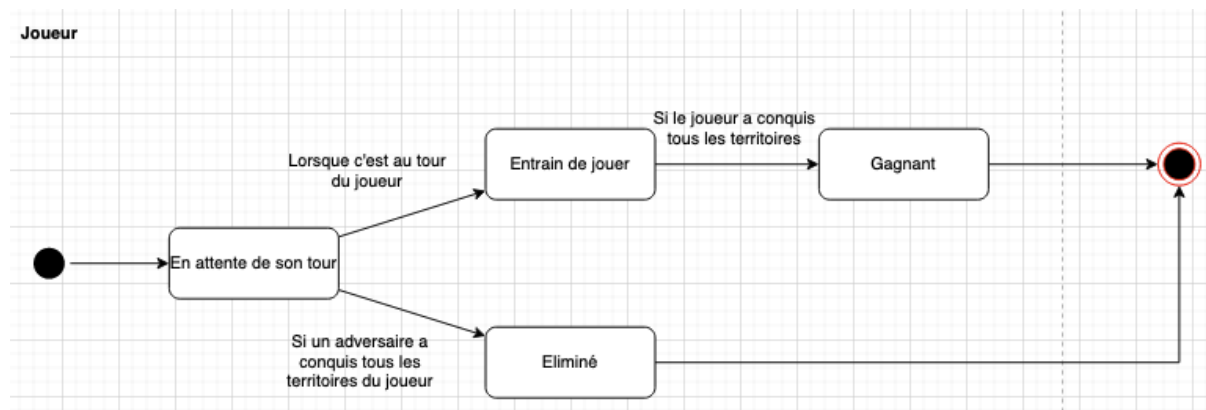 Joueur
Si le joueur a conquis
tous les territoires
Lorsque c'est au tour
du joueur
Entrain de jouer
Gagnant
En attente de son tour
Si un adversaire a
conquis tous les
territoires du joueur
Eliminé